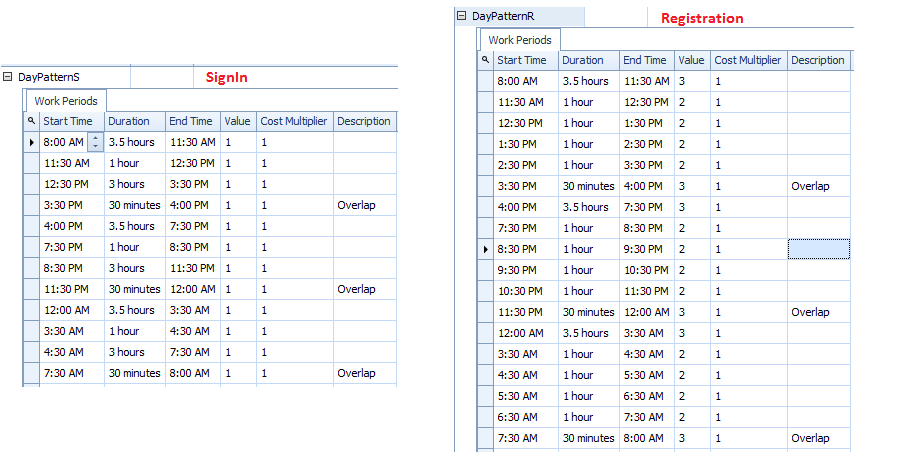 DayPatternS SignIn
Work Periods
Start Time Duration End Time Value Cost Multiplier Description
8:00 AM 3.5 hours 11:30 AM 1 1
11:30 AM 1 hour 12:30 PM 1 1
12:30 PM 3 hours 3:30 PM 1 1
3:30 PM 30 minutes 4:00 PM 1 1 Overlap
4:00 PM 3.5 hours 7:30 PM 1 1
7:30 PM 1 hour 8:30 PM 1 1
8:30 PM 3 hours 11:30 PM 1 1
11:30 PM 30 minutes 12:00 AM 1 1 Overlap
12:00 AM 3.5 hours 3:30 AM 1 1
3:30 AM 1 hour 4:30 AM 1 1
4:30 AM 3 hours 7:30 AM 1 1
7:30 AM 30 minutes 8:00 AM 1 1 Overlap
DayPatternR Registration
Work Periods
Start Time Duration End Time Value Cost Multiplier Description
8:00 AM 3.5 hours 11:30 AM 3 1
11:30 AM 1 hour 12:30 PM 2 1
12:30 PM 1 hour 1:30 PM 2 1
1:30 PM 1 hour 2:30 PM 2 1
2:30 PM 1 hour 3:30 PM 2 1
3:30 PM 30 minutes 4:00 PM 3 1 Overlap
4:00 PM 3.5 hours 7:30 PM 3 1
7:30 PM 1 hour 8:30 PM 2 1
8:30 PM 1 hour 9:30 PM 2 1
9:30 PM 1 hour 10:30 PM 2 1
10:30 PM 1 hour 11:30 PM 2 1
11:30 PM 30 minutes 12:00 AM 3 1 Overlap
12:00 AM 3.5 hours 3:30 AM 3 1
3:30 AM 1 hour 4:30 AM 2 1
4:30 AM 1 hour 5:30 AM 2 1
5:30 AM 1 hour 6:30 AM 2 1
6:30 AM 1 hour 7:30 AM 2 1
7:30 AM 30 minutes 8:00 AM 3 1 Overlap